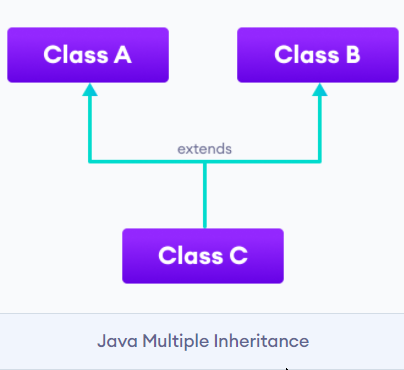 Class A
Class B
extends
Class C
Java Multiple Inheritance